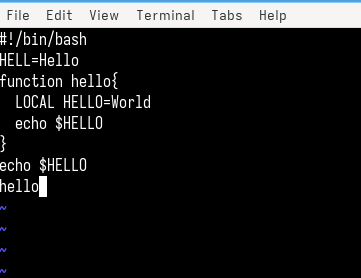 File Edit View Terminal Tabs Help
#!/bin/bash
HELL=Hello
function hello{
  LOCAL HELLO=World
  echo $HELLO
}
echo $HELLO
hello
~
~
~
~